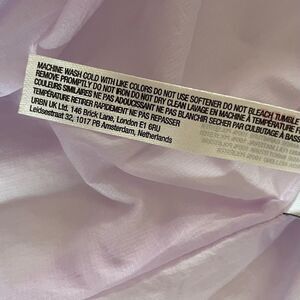 MACHINE WASH COLD WITH LIKE COLORS DO NOT USE SOFTENER DO NOT BLEACH TUMBLE
REMOVE PROMPTLY DO NOT IRON DO NOT DRY CLEAN LAVAGE EN MACHINE À TEMPÉRATURE
COULEURS SIMILAIRES NE PAS ADOUCISSANT NE PAS BLANCHIR SECHER PAR CULBUTAGE À BASSE
TEMPÉRATURE RETIRER RAPIDEMENT NE PAS REPASSER
URBN UK Ltd. 146 Brick Lane, London E1 6RU
Leidsestraat 32, 1017 PB Amsterdam, Netherlands